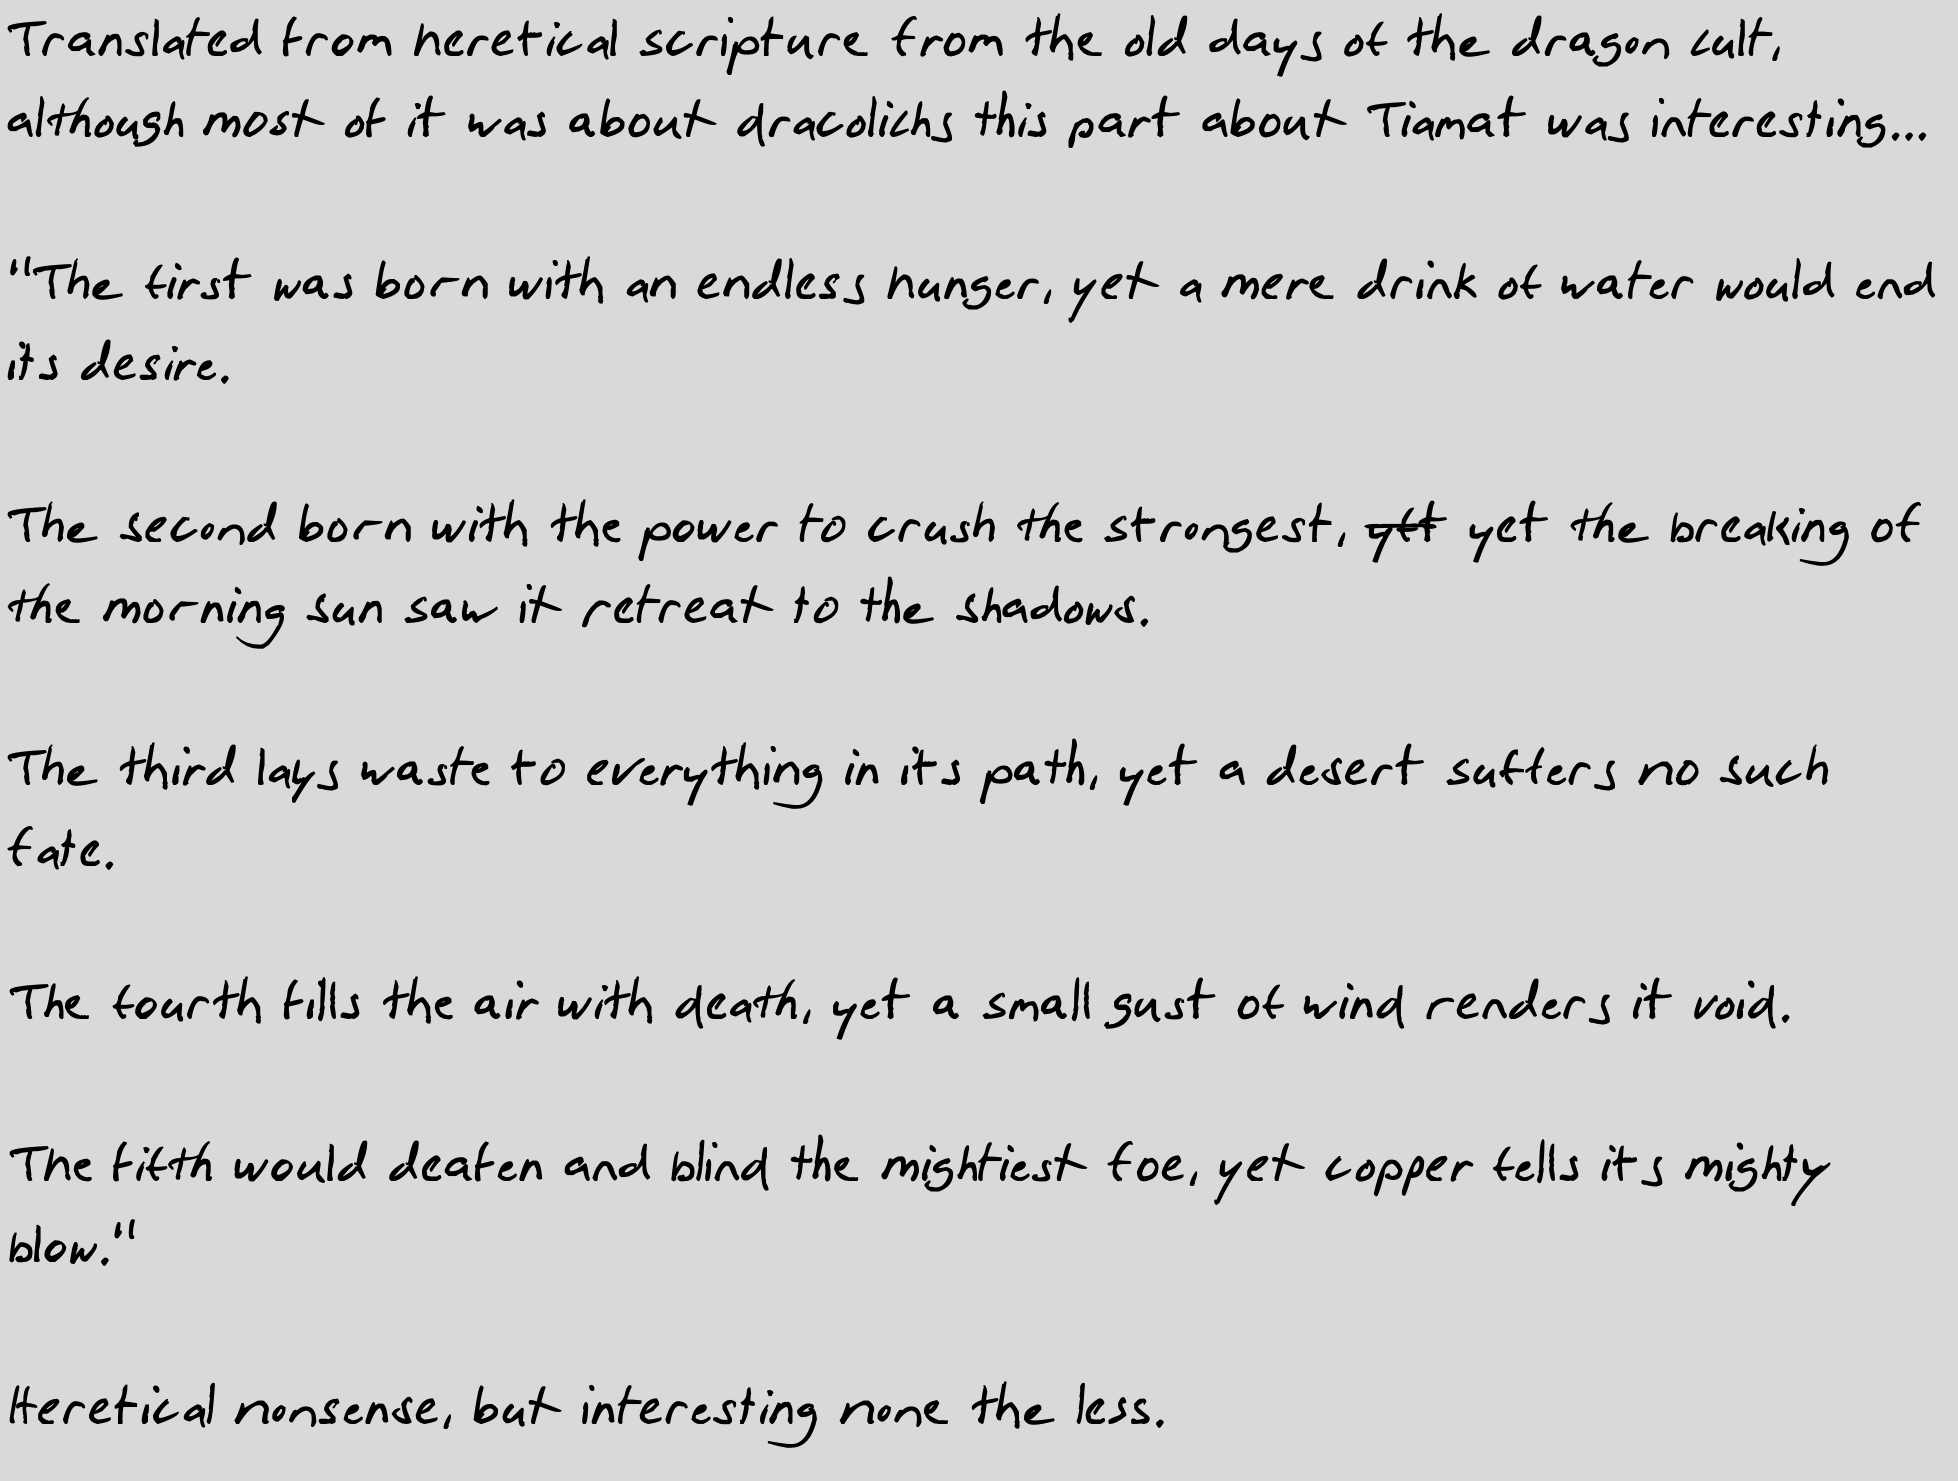 Translated from heretical scripture from the old days of the dragon cult,
although most of it was about dracolichs this part about Tiamat was interesting...
"The first was born with an endless hunger, yet a mere drink of water would end
its desire.
The second born with the power to crush the strongest, yet the breaking of
the morning sun saw it retreat to the shadows.
The third lays waste to everything in its path, yet a desert suffers no such
fate.
The fourth fills the air with death, yet a small gust of wind renders it void.
The fifth would deafen and blind the mightiest foe, yet copper fells its mighty
blow."
Heretical nonsense, but interesting none the less.